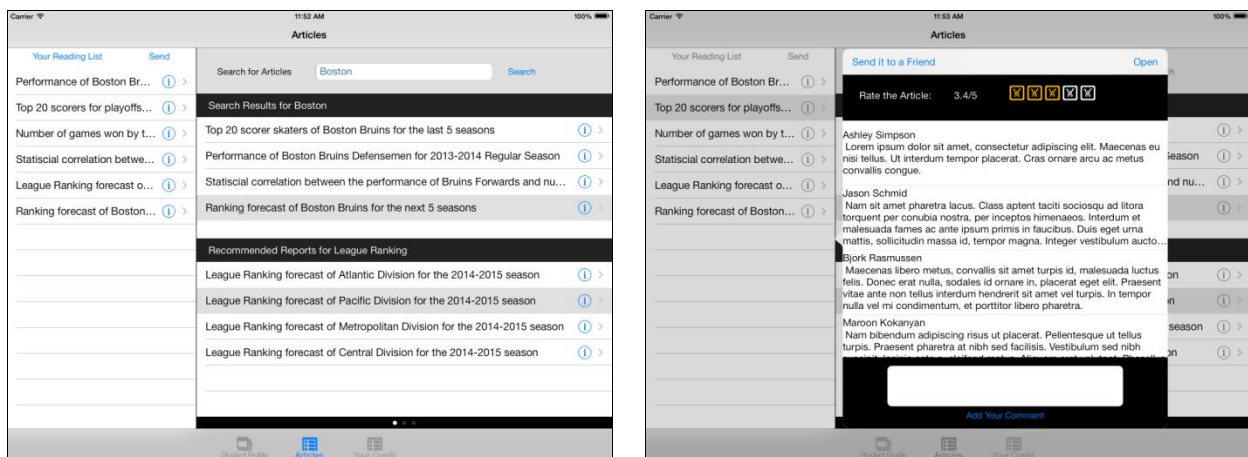 Carrier
11:52 AM
100%
Articles
Your Reading List
Send
Performance of Boston Br...
Top 20 scorers for playoffs...
Number of games won by t...
Statiscial correlation betwe...
League Ranking forecast o...
Ranking forecast of Boston...
Search for Articles
Boston
Search
Search Results for Boston
Top 20 scorer skaters of Boston Bruins for the last 5 seasons
Performance of Boston Bruins Defensemen for 2013-2014 Regular Season
Statiscial correlation between the performance of Bruins Forwards and nu...
Ranking forecast of Boston Bruins for the next 5 seasons
Recommended Reports for League Ranking
League Ranking forecast of Atlantic Division for the 2014-2015 season
League Ranking forecast of Pacific Division for the 2014-2015 season
League Ranking forecast of Metropolitan Division for the 2014-2015 season
League Ranking forecast of Central Division for the 2014-2015 season
Student Profile
Articles
Your Credit
Carrier
11:53 AM
100%
Articles
Your Reading List
Send
Performance of Boston Br...
Top 20 scorers for playoffs...
Number of games won by t...
Statiscial correlation betwe...
League Ranking forecast o...
Ranking forecast of Boston...
Send it to a Friend
Open
Rate the Article:
3.4/5
Ashley Simpson
Lorem ipsum dolor sit amet, consectetur adipiscing elit. Maecenas eu
nisi tellus. Ut interdum tempor placerat. Cras ornare arcu ac metus
convallis congue.
Jason Schmid
Nam sit amet pharetra lacus. Class aptent taciti sociosqu ad litora
torquent per conubia nostra, per inceptos himenaeos. Interdum et
malesuada fames ac ante ipsum primis in faucibus. Duis eget urna
mattis, sollicitudin massa id, tempor magna. Integer vestibulum aucto...
Bjork Rasmussen
Maecenas libero metus, convallis sit amet turpis id, malesuada luctus
felis. Donec erat nulla, sodales id ornare in, placerat eget elit. Praesent
vitae ante non tellus interdum hendrerit sit amet vel turpis. In tempor
nulla vel mi condimentum, et porttitor libero pharetra.
Maroon Kokanyan
Nam bibendum adipiscing risus ut placerat. Pellentesque ut tellus
turpis. Praesent pharetra at nibh sed facilisis. Vestibulum sed nibh
Add Your Comment
h
Season
nd nu...
on
n
season
on
Student Profile
Articles
Your Credit